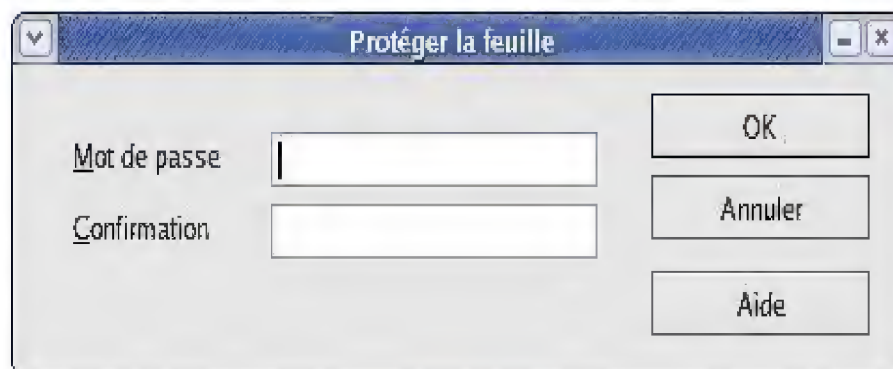 Protéger la feuille
Mot de passe
Confirmation
OK
Annuler
Aide